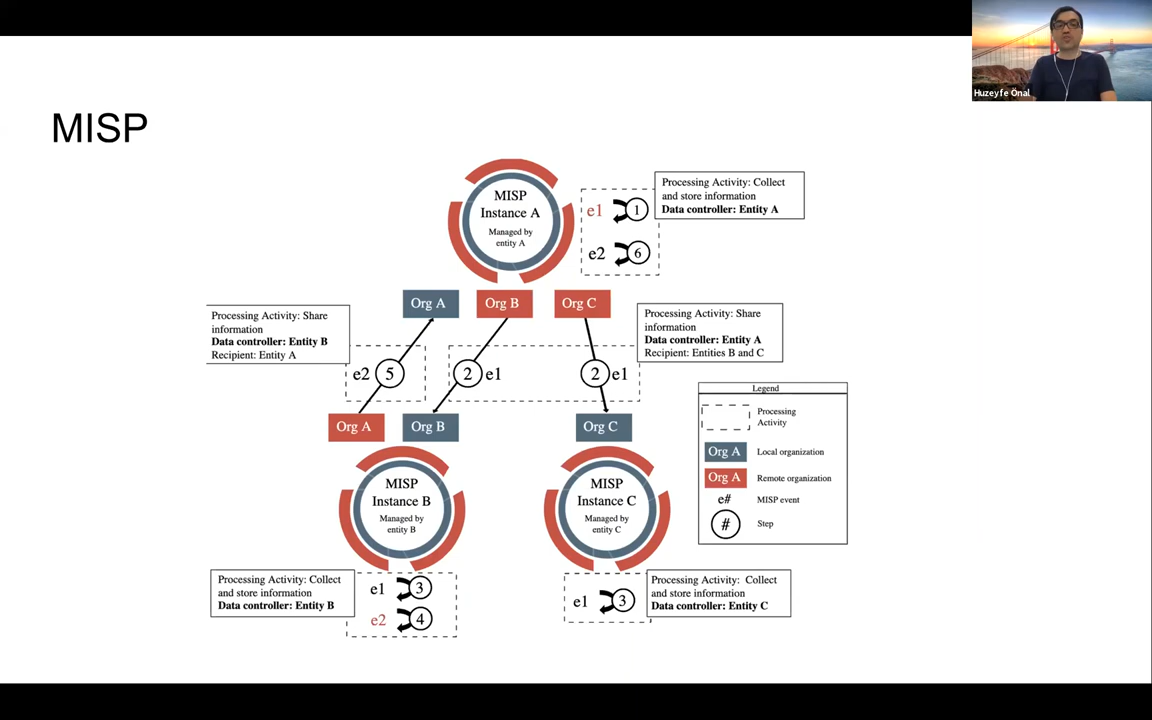 Huzeyfe Önal
MISP
MISP
Instance A
Managed by
entity A
e1
1
e2
6
Processing Activity: Collect
and store information
Data controller: Entity A
Org A
Org B
Org C
Processing Activity: Share
information
Data controller: Entity B
Recipient: Entity A
Processing Activity: Share
information
Data controller: Entity A
Recipient: Entities B and C
e2
5
2
e1
2
e1
Org A
Org B
Org C
Legend
Processing
Activity
Org A
Local organization
Org A
Remote organization
e#
MISP event
#
Step
MISP
Instance B
Managed by
entity B
MISP
Instance C
Managed by
entity C
Processing Activity: Collect
and store information
Data controller: Entity B
e1
3
e2
4
e1
3
Processing Activity: Collect
and store information
Data controller: Entity C